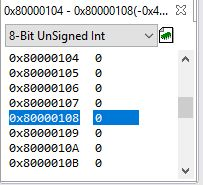 0x80000104 - 0x80000108(-0x4...
8-Bit UnSigned Int
0x80000104 0
0x80000105 0
0x80000106 0
0x80000107 0
0x80000108 0
0x80000109 0
0x8000010A 0
0x8000010B 0